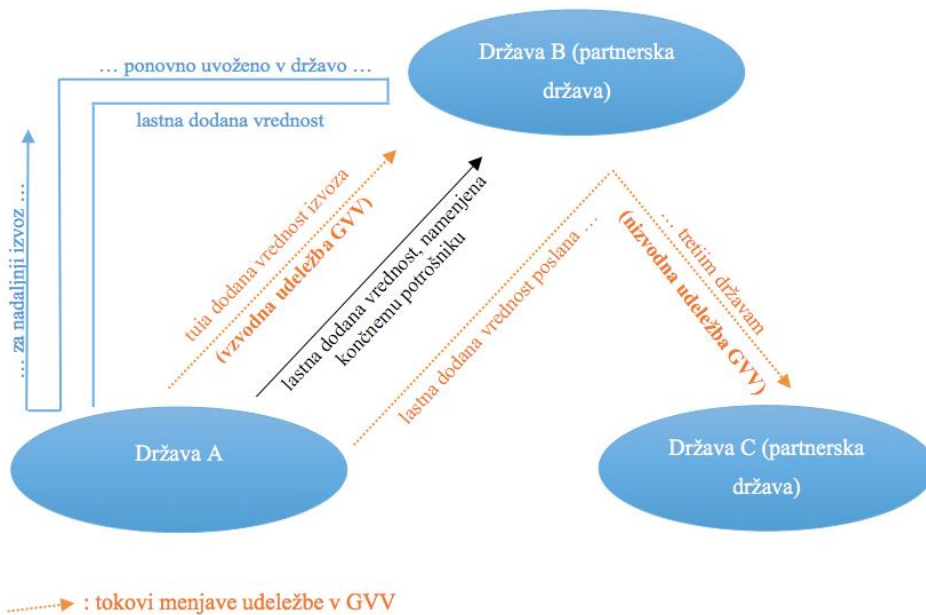 Država B (partnerska
država)
… ponovno uvoženo v državo …
lastna dodana vrednost
… za nadaljnji izvoz …
tuja dodana vrednost izvoza
(vzvodna udeležba GVV)
lastna dodana vrednost, namenjena
končnemu potrošniku
lastna dodana vrednost poslana …
… tretjim državam
(nizvodna udeležba GVV)
Država A
Država C (partnerska
država)
: tokovi menjave udeležbe v GVV